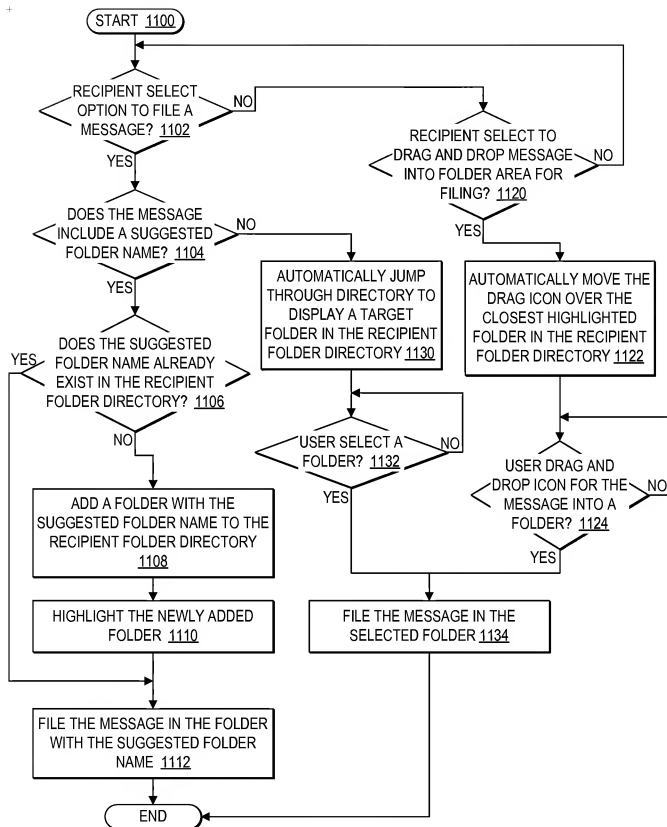 START 1100
RECIPIENT SELECT
OPTION TO FILE A
MESSAGE? 1102
NO
YES
RECIPIENT SELECT TO
DRAG AND DROP MESSAGE
INTO FOLDER AREA FOR
FILING? 1120
NO
YES
DOES THE MESSAGE
INCLUDE A SUGGESTED
FOLDER NAME? 1104
NO
YES
AUTOMATICALLY JUMP
THROUGH DIRECTORY TO
DISPLAY A TARGET
FOLDER IN THE RECIPIENT
FOLDER DIRECTORY 1130
AUTOMATICALLY MOVE THE
DRAG ICON OVER THE
CLOSEST HIGHLIGHTED
FOLDER IN THE RECIPIENT
FOLDER DIRECTORY 1122
DOES THE SUGGESTED
FOLDER NAME ALREADY
EXIST IN THE RECIPIENT
FOLDER DIRECTORY? 1106
YES
NO
USER SELECT A
FOLDER? 1132
NO
YES
USER DRAG AND
DROP ICON FOR THE
MESSAGE INTO A
FOLDER? 1124
NO
YES
ADD A FOLDER WITH THE
SUGGESTED FOLDER NAME TO THE
RECIPIENT FOLDER DIRECTORY
1108
HIGHLIGHT THE NEWLY ADDED
FOLDER 1110
FILE THE MESSAGE IN THE
SELECTED FOLDER 1134
FILE THE MESSAGE IN THE FOLDER
WITH THE SUGGESTED FOLDER
NAME 1112
END